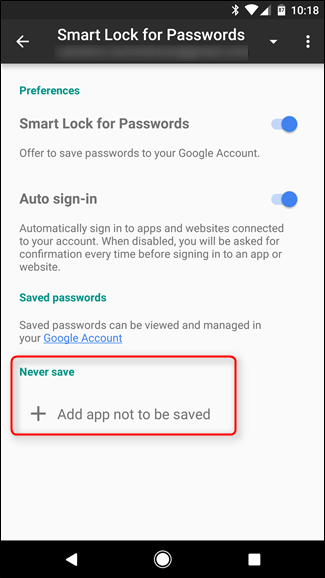 10:18
Smart Lock for Passwords
Preferences
Smart Lock for Passwords
Offer to save passwords to your Google Account.
Auto sign-in
Automatically sign in to apps and websites connected
to your account. When disabled, you will be asked for
confirmation every time before signing in to an app or
website.
Saved passwords
Saved passwords can be viewed and managed in
your Google Account
Never save
Add app not to be saved